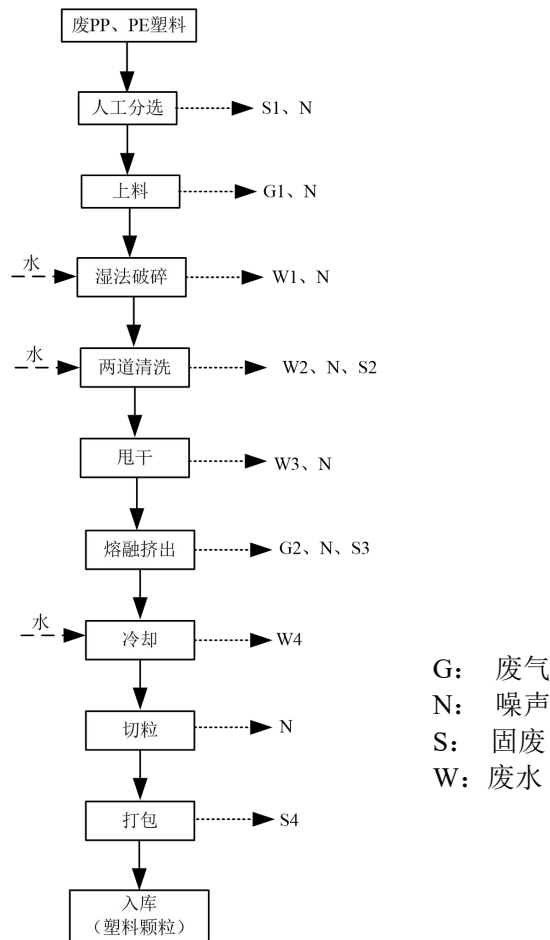 废PP、PE塑料
人工分选
S1、N
上料
G1、N
水
湿法破碎
W1、N
水
两道清洗
W2、N、S2
甩干
W3、N
熔融挤出
G2、N、S3
水
冷却
W4
切粒
N
打包
S4
入库
（塑料颗粒）
G： 废气
N： 噪声
S： 固废
W：废水